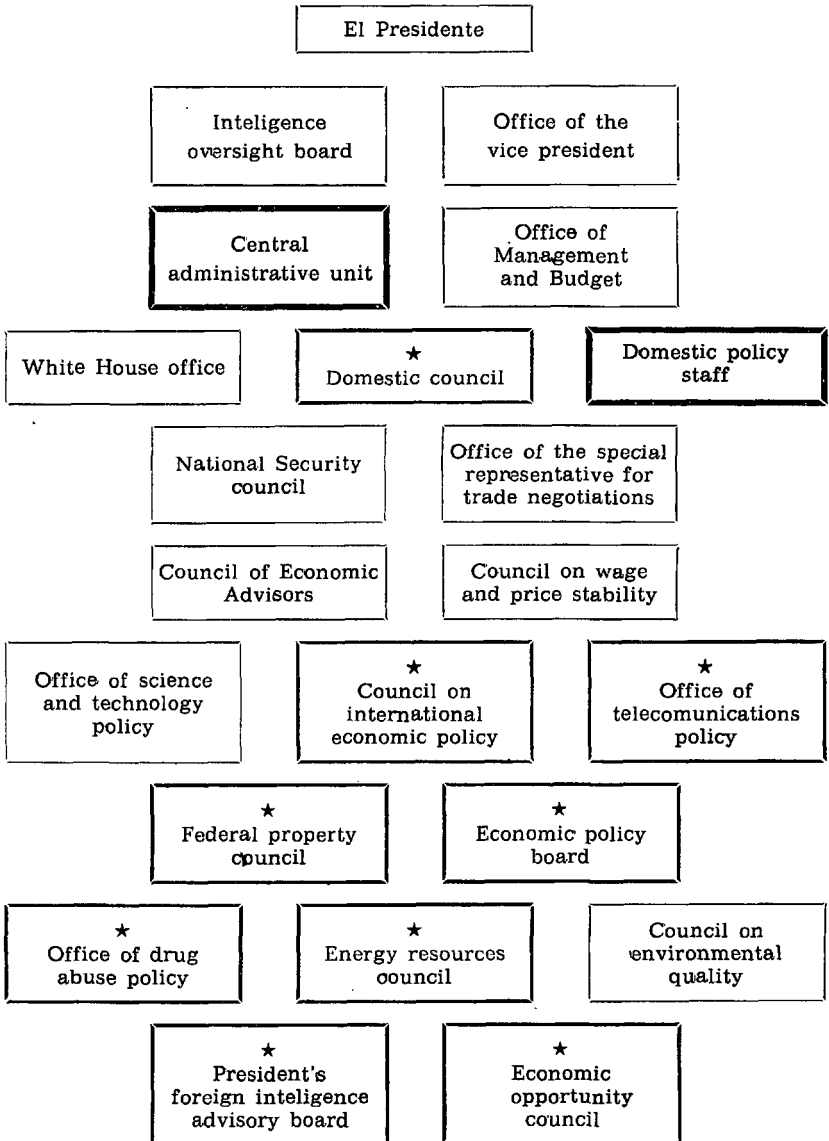 El Presidente
Inteligence
oversight board
Office of the
vice president
Central
administrative unit
Office of
Management
and Budget
White House office
★
Domestic council
Domestic policy
staff
National Security
council
Office of the special
representative for
trade negotiations
Council of Economic
Advisors
Council on wage
and price stability
Office of science
and technology
policy
★
Council on
international
economic policy
★
Office of
telecomunications
policy
★
Federal property
council
★
Economic policy
board
★
Office of drug
abuse policy
★
Energy resources
council
Council on
environmental
quality
★
President's
foreign inteligence
advisory board
★
Economic
opportunity
council